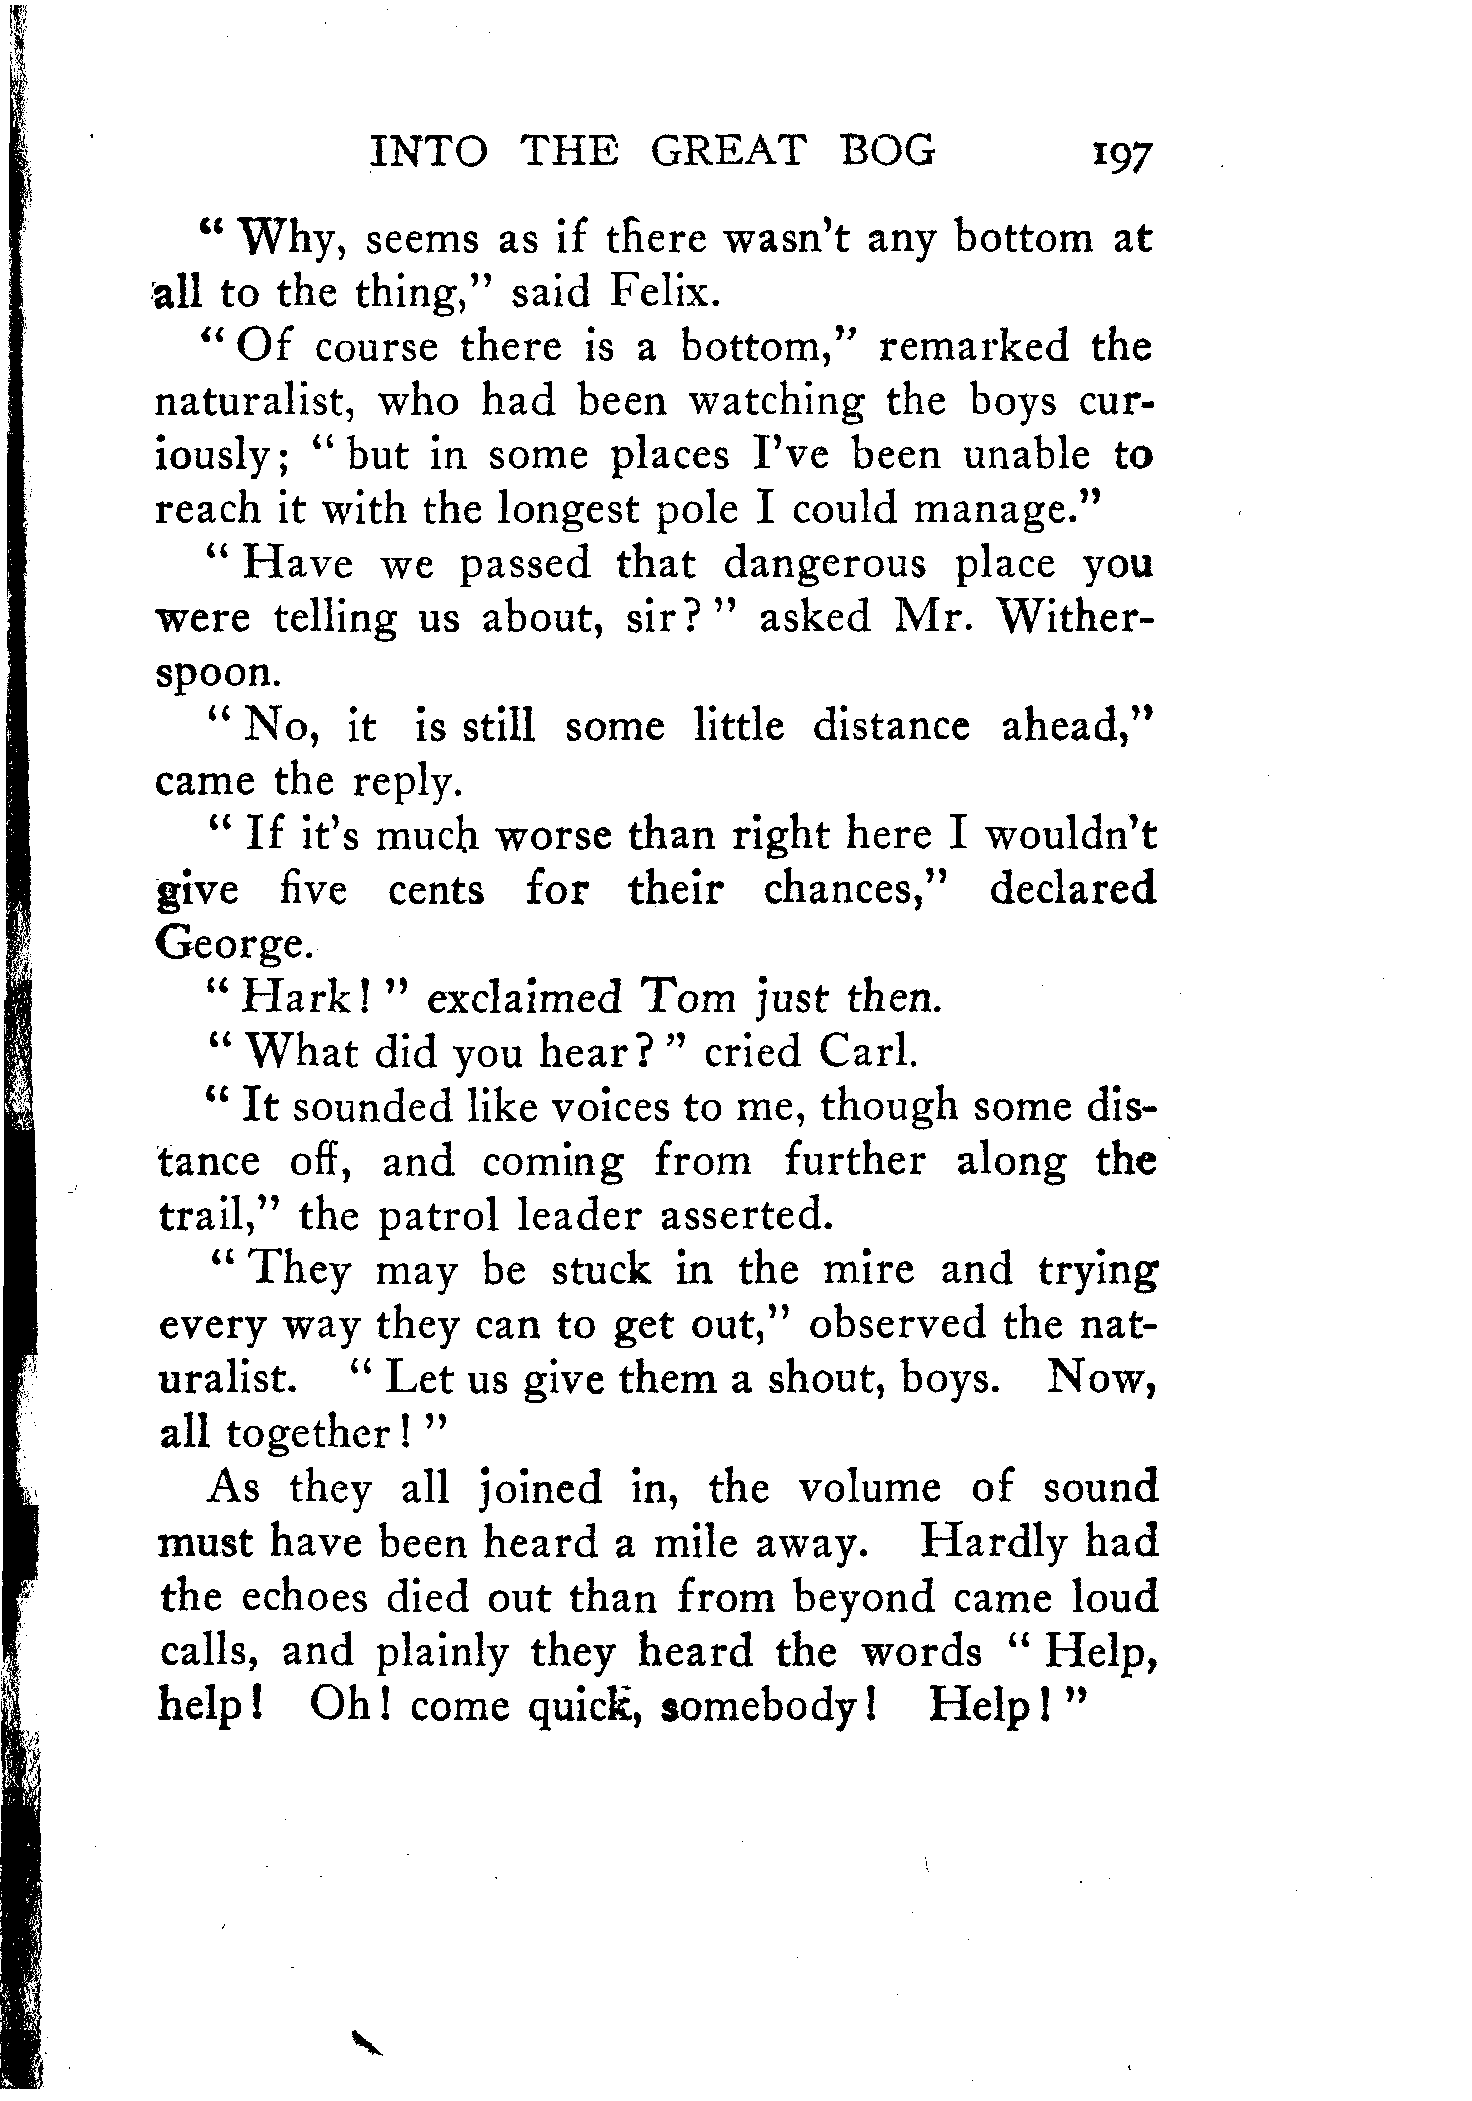 INTO THE GREAT BOG 197
“ Why, seems as if there wasn't any bottom at
all to the thing,” said Felix.
“ Of course there is a bottom,” remarked the
naturalist, who had been watching the boys cur-
iously; “ but in some places I've been unable to
reach it with the longest pole I could manage.”
“ Have we passed that dangerous place you
were telling us about, sir? ” asked Mr. Wither-
spoon.
“ No, it is still some little distance ahead,”
came the reply.
“ If it's much worse than right here I wouldn't
give five cents for their chances,” declared
George.
“ Hark! ” exclaimed Tom just then.
“ What did you hear? ” cried Carl.
“ It sounded like voices to me, though some dis-
tance off, and coming from further along the
trail,” the patrol leader asserted.
“ They may be stuck in the mire and trying
every way they can to get out,” observed the nat-
uralist. “ Let us give them a shout, boys. Now,
all together! ”
As they all joined in, the volume of sound
must have been heard a mile away. Hardly had
the echoes died out than from beyond came loud
calls, and plainly they heard the words “ Help,
help! Oh! come quick, somebody! Help! ”